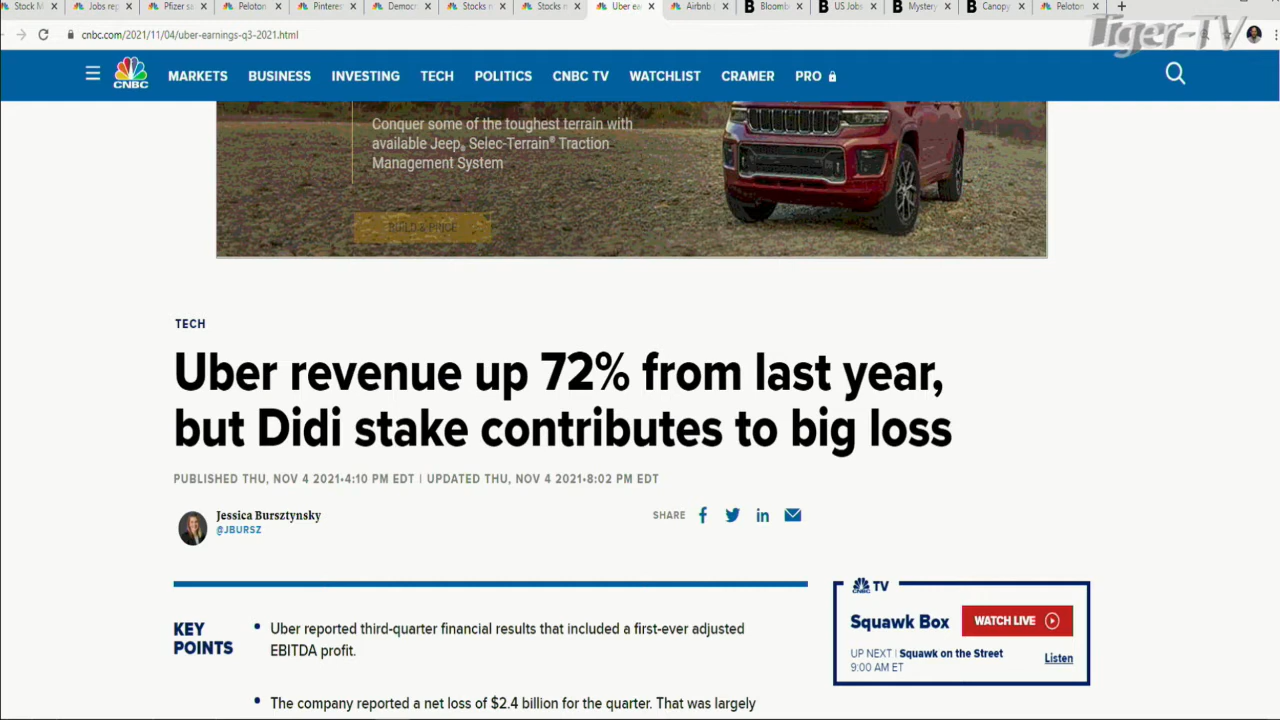 Stock M
Jobs rep
Pfizer sa
Peloton
Pinteres
Democr
Stocks n
Stocks m
Uber ea
Airbnb (
Bloomb
US Jobs
Mystery
Canopy
Peloton
Tiger-TV
cnbc.com/2021/11/04/uber-earnings-q3-2021.html
CNBC
MARKETS BUSINESS INVESTING TECH POLITICS CNBC TV WATCHLIST CRAMER PRO
Conquer some of the toughest terrain with
available Jeep® Selec-Terrain® Traction
Management System
BUILD & PRICE
TECH
Uber revenue up 72% from last year,
but Didi stake contributes to big loss
PUBLISHED THU, NOV 4 2021•4:10 PM EDT | UPDATED THU, NOV 4 2021•8:02 PM EDT
Jessica Bursztynsky
@JBURSZ
SHARE
KEY
POINTS
• Uber reported third-quarter financial results that included a first-ever adjusted
EBITDA profit.
• The company reported a net loss of $2.4 billion for the quarter. That was largely
CNBC TV
Squawk Box
WATCH LIVE
UP NEXT | Squawk on the Street
9:00 AM ET
Listen